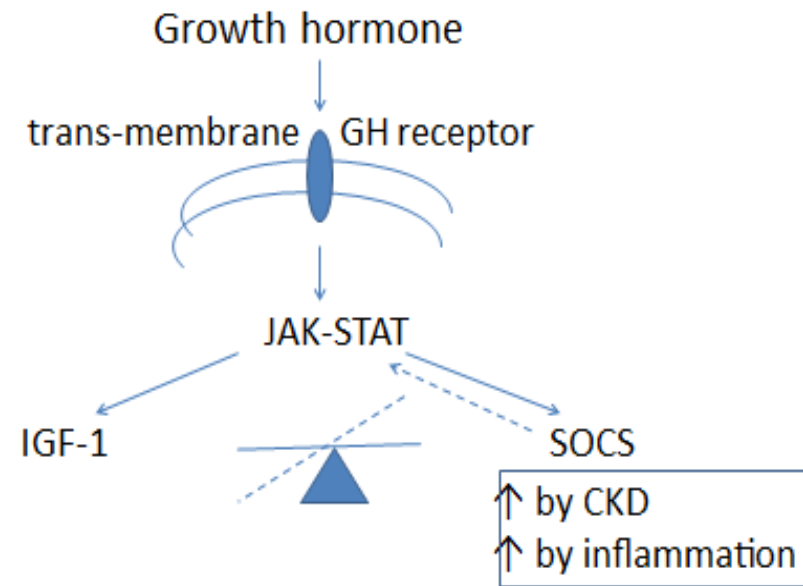 Growth hormone
trans-membrane GH receptor
JAK-STAT
IGF-1 SOCS
↑ by CKD
↑ by inflammation